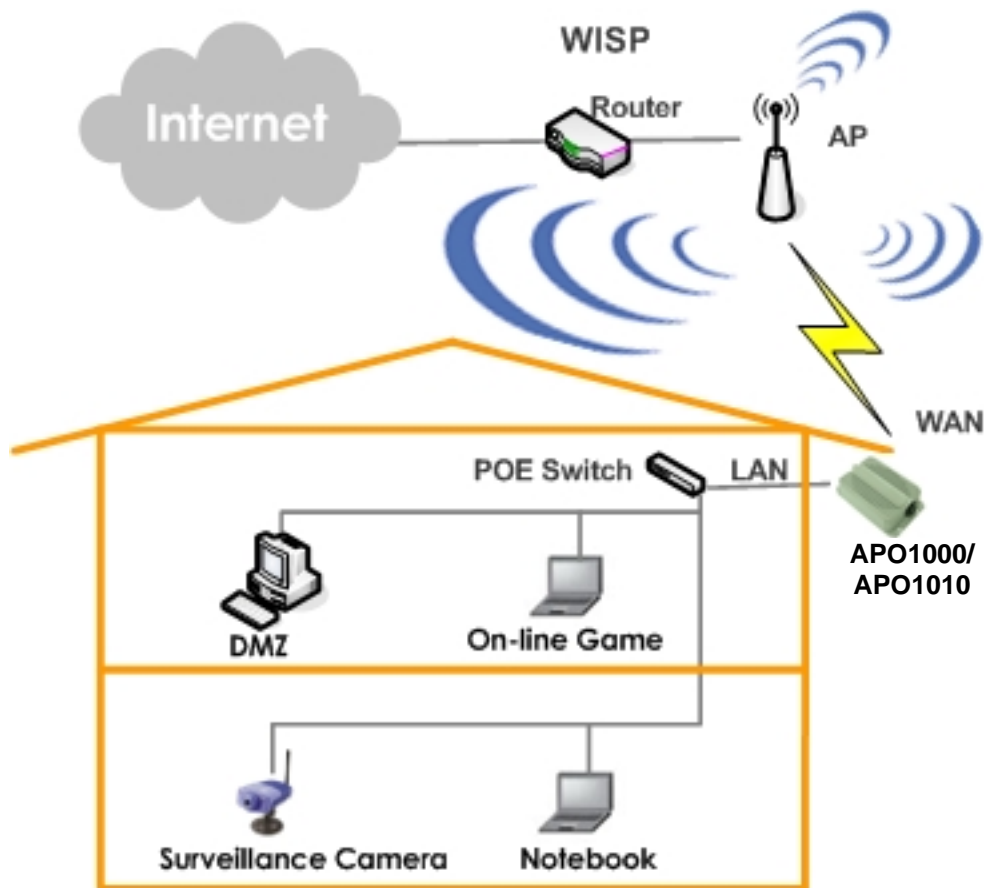 WISP
Internet
Router
AP
WAN
POE Switch
LAN
APO1000/
APO1010
DMZ
On-line Game
Surveillance Camera
Notebook